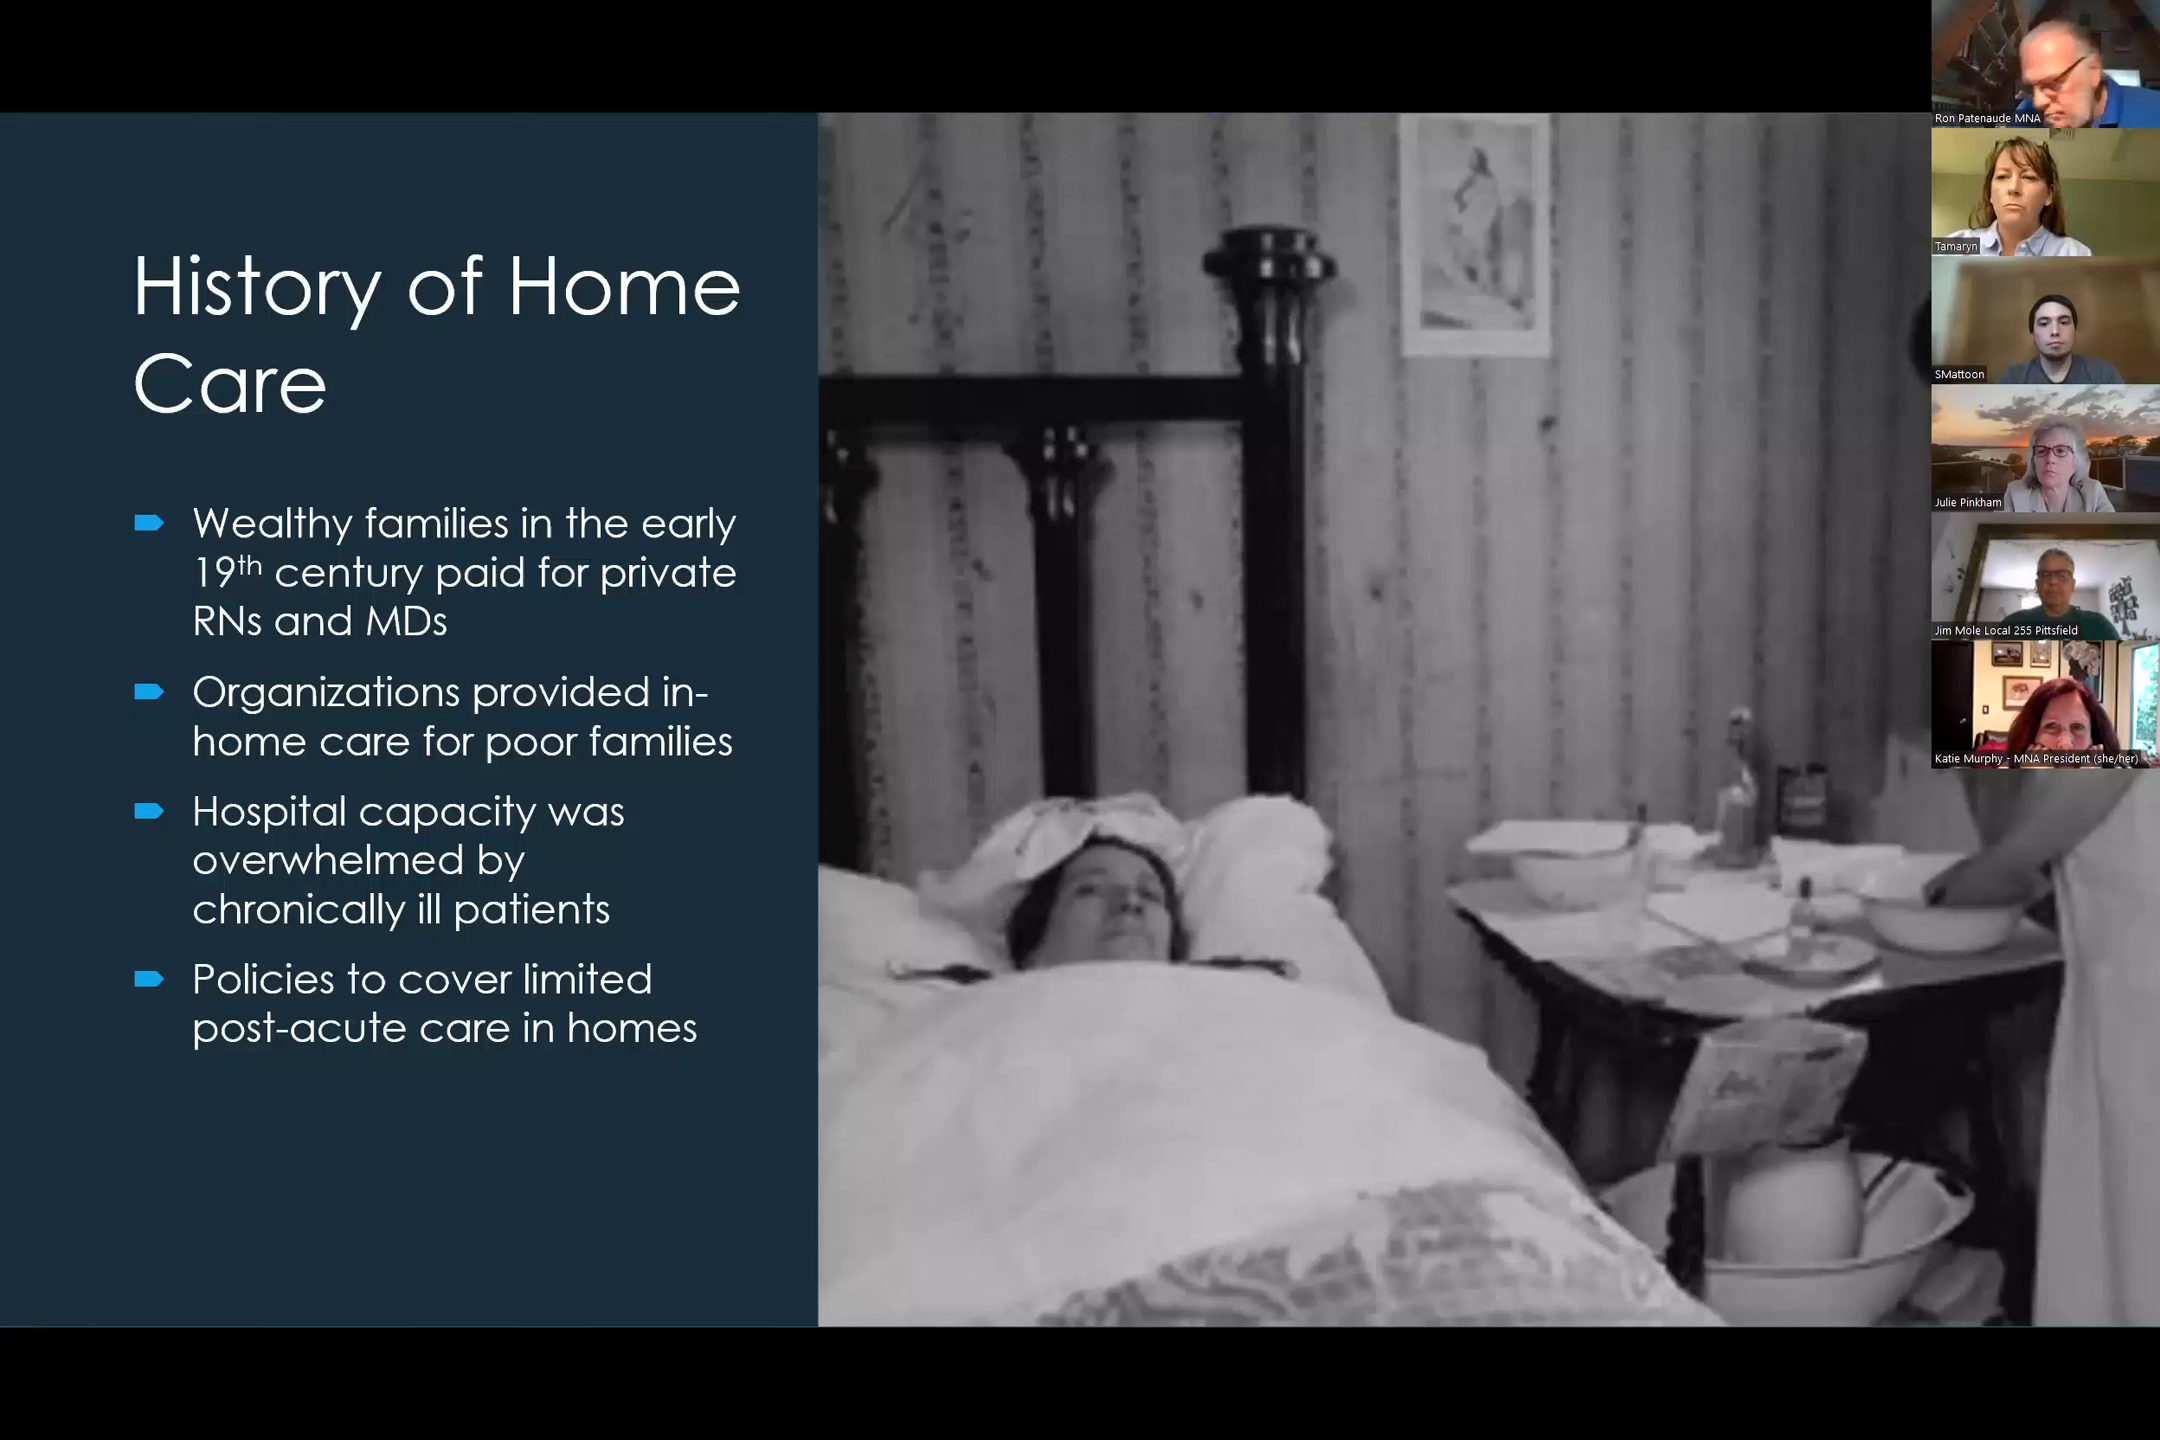 History of Home
Care
Wealthy families in the early
19th century paid for private
RNs and MDs
Organizations provided in-
home care for poor families
Hospital capacity was
overwhelmed by
chronically ill patients
Policies to cover limited
post-acute care in homes
Ron Patenaude MNA
Tamaryn
SMattoon
Julie Pinkham
Jim Mole Local 255 Pittsfield
Katie Murphy - MNA President (she/her)